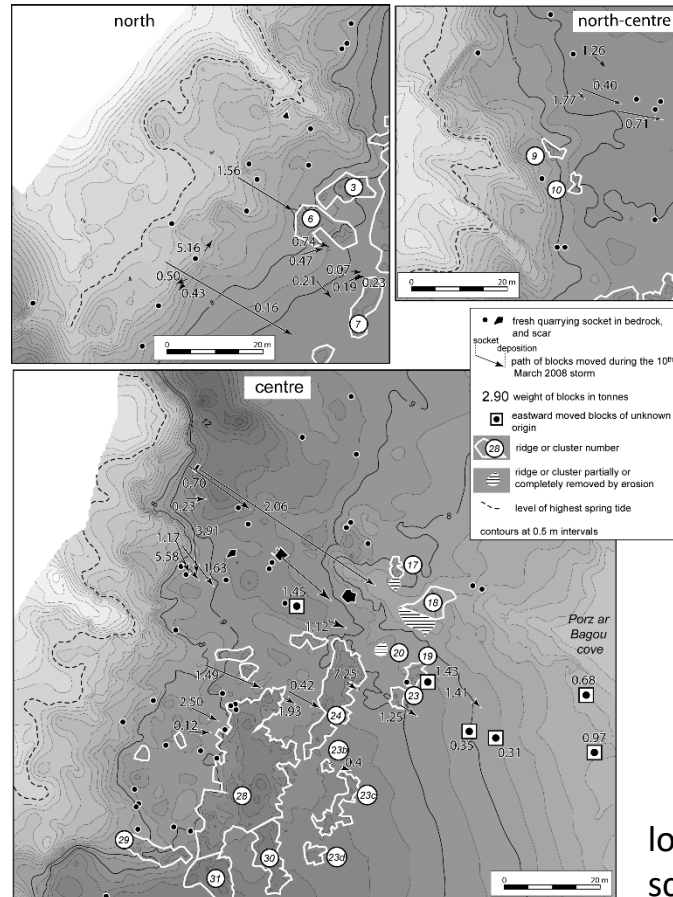 north
3
1.56
6
5.16
0.74
0.47
0.07
0.50
0.43
0.21
0.19
0.23
0.16
7
0 20 m
north-centre
1.26
0.40
1.77
0.71
9
10
0 20 m
fresh quarrying socket in bedrock,
and scar
socket
deposition
path of blocks moved during the 10th
March 2008 storm
2.90 weight of blocks in tonnes
eastward moved blocks of unknown
origin
28 ridge or cluster number
ridge or cluster partially or
completely removed by erosion
level of highest spring tide
contours at 0.5 m intervals
centre
0.70
0.23
2.06
3.91
1.17
5.58
1.63
17
1.45
18
1.12
Porz ar
Bagou
cove
20
19
1.49
7.25
1.43
0.68
0.42
23
1.41
2.50
1.93
24
1.25
0.12
0.35
0.31
0.97
23b
0.4
28
23c
29
30
23d
31
0 20 m
lo
sc